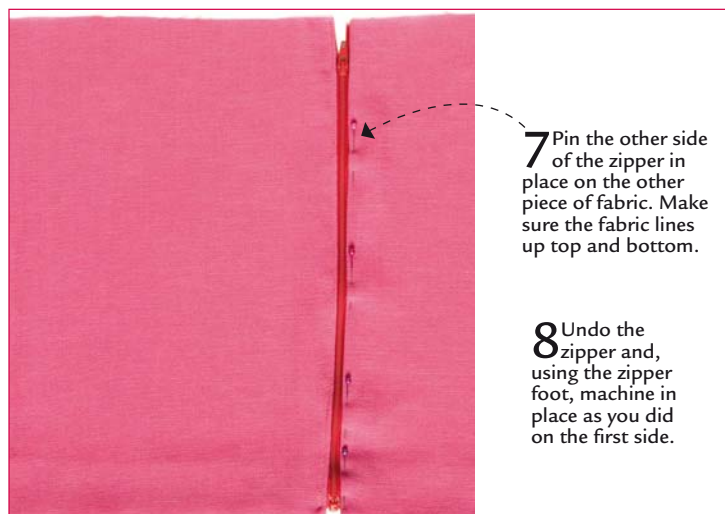 7 Pin the other side
of the zipper in
place on the other
piece of fabric. Make
sure the fabric lines
up top and bottom.
8 Undo the
zipper and,
using the zipper
foot, machine in
place as you did
on the first side.